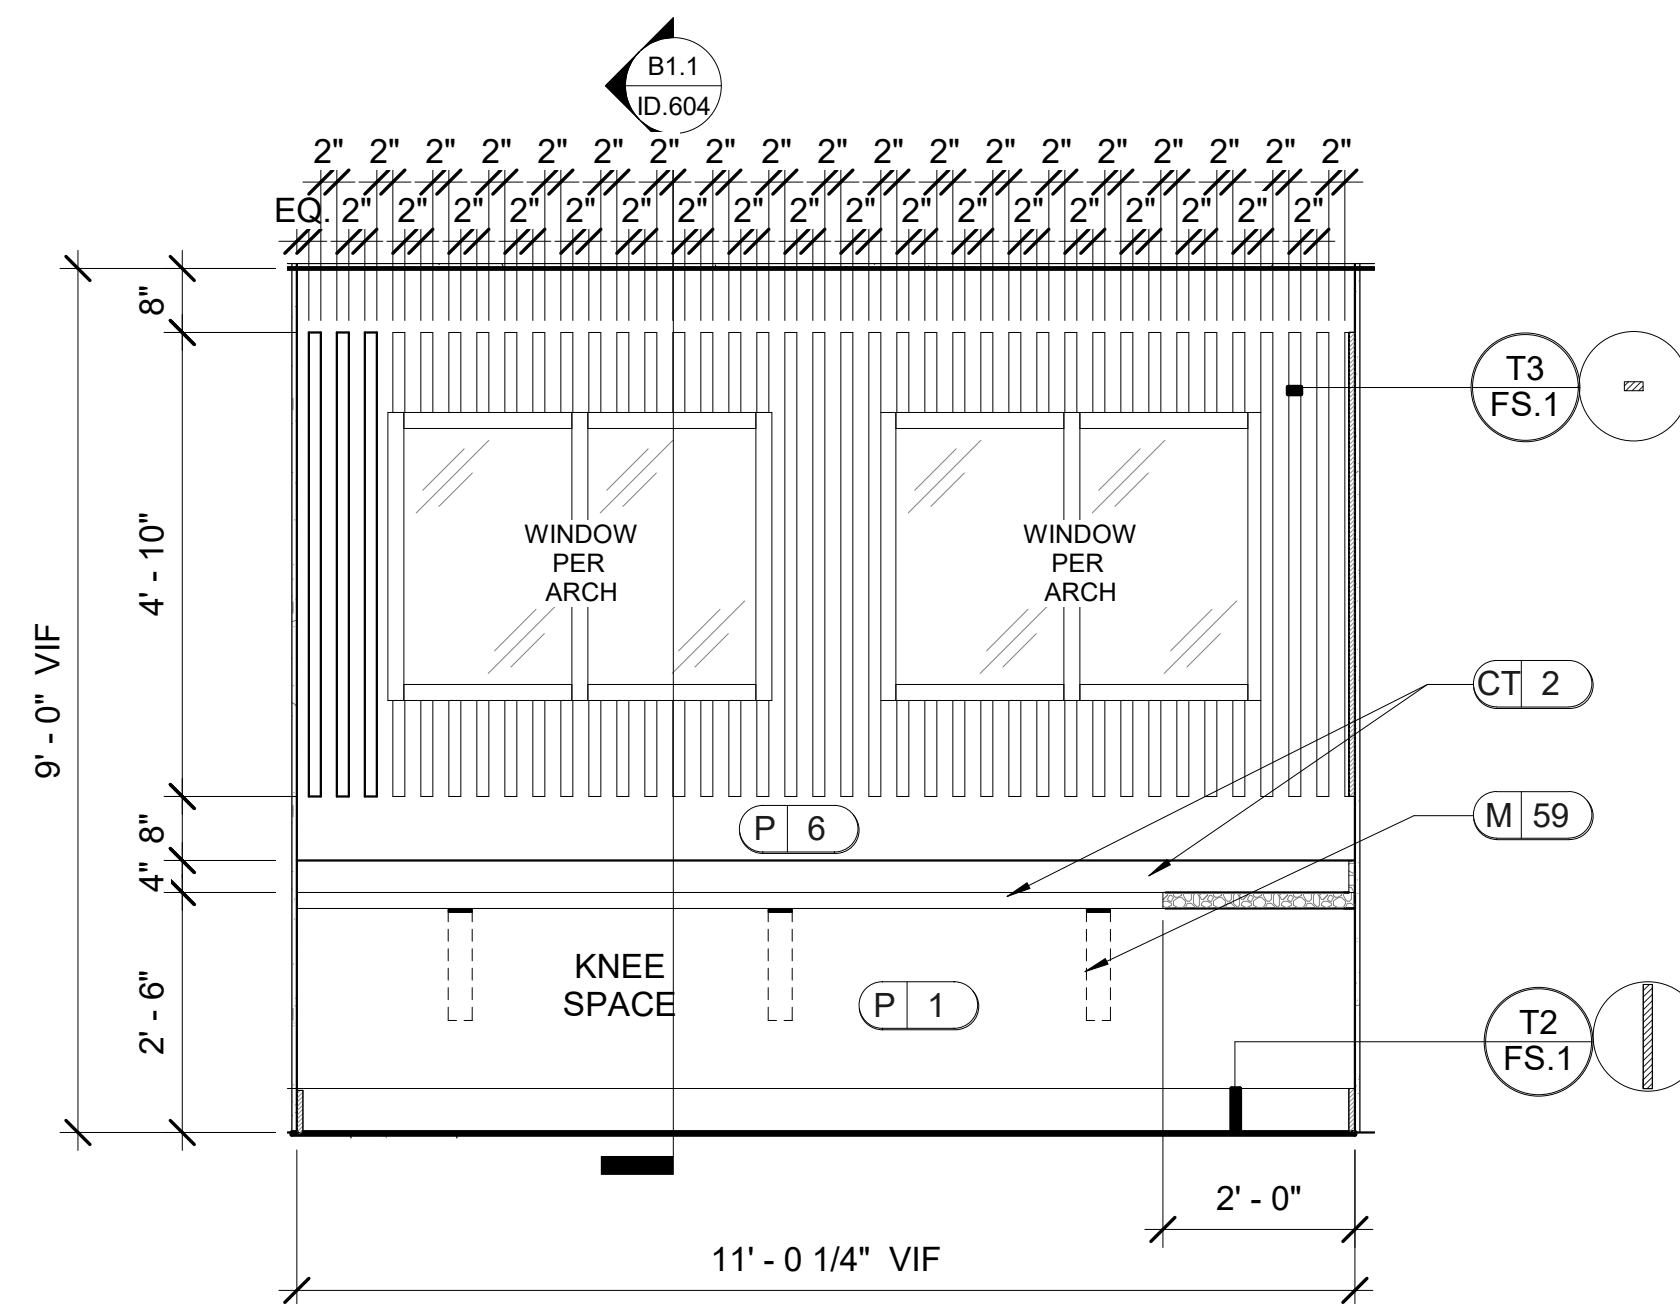 B1.1
ID.604
2" 2" 2" 2" 2" 2" 2" 2" 2" 2" 2" 2" 2" 2" 2" 2" 2" 2" 2"
EQ. 2" 2" 2" 2" 2" 2" 2" 2" 2" 2" 2" 2" 2" 2" 2" 2" 2" 2"
8"
4' - 10"
8"
4"
2' - 6"
9' - 0" VIF
T3
FS.1
WINDOW
PER
ARCH
WINDOW
PER
ARCH
CT 2
M 59
P 6
KNEE
SPACE
P 1
T2
FS.1
2' - 0"
11' - 0 1/4" VIF